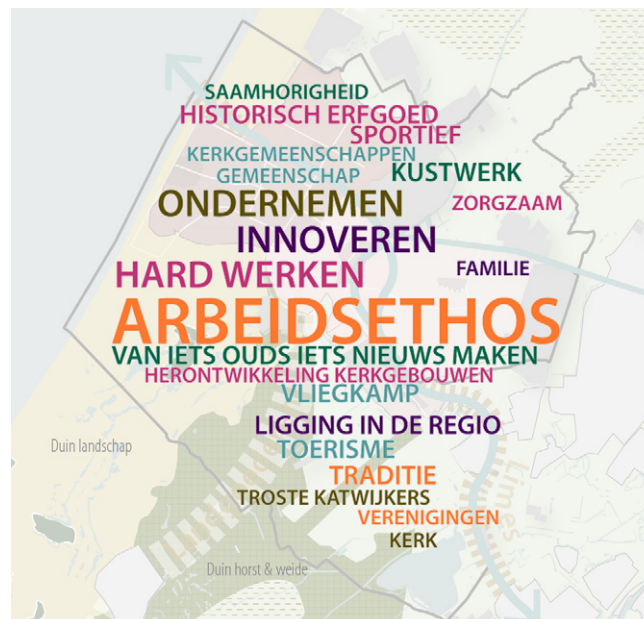 SAAMHORIGHEID
HISTORISCH ERFGOED
SPORTIEF
KERKGEMEENSCHAPPEN
GEMEENSCHAP
KUSTWERK
ONDERNEMEN
ZORGZAAM
INNOVEREN
HARD WERKEN
FAMILIE
ARBEIDSETHOS
VAN IETS OUDS IETS NIEUWS MAKEN
HERONTWIKKELING KERKGEBOUWEN
VLIEGKAMP
LIGGING IN DE REGIO
Duin landschap
TOERISME
TRADITIE
Limes
TROSTE KATWIJKERS
VERENIGINGEN
KERK
Duin horst & weide